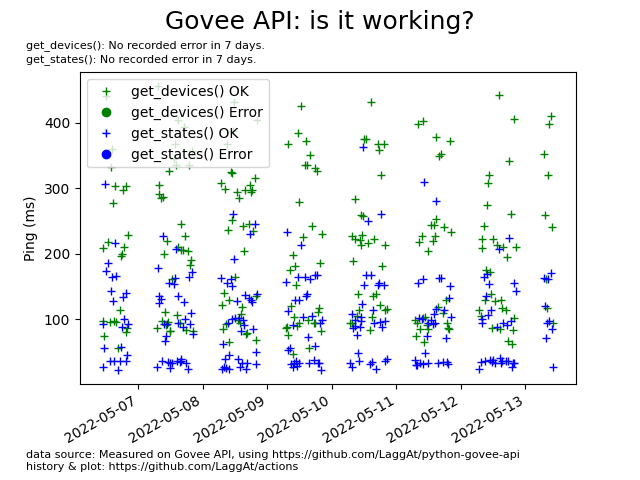 Govee API: is it working?
get_devices(): No recorded error in 7 days.
get_states(): No recorded error in 7 days.
get_devices() OK
get_devices() Error
get_states() OK
get_states() Error
Ping (ms)
400
300
200
100
2022-05-07
2022-05-08
2022-05-09
2022-05-10
2022-05-11
2022-05-12
2022-05-13
data source: Measured on Govee API, using https://github.com/LaggAt/python-govee-api
history & plot: https://github.com/LaggAt/actions